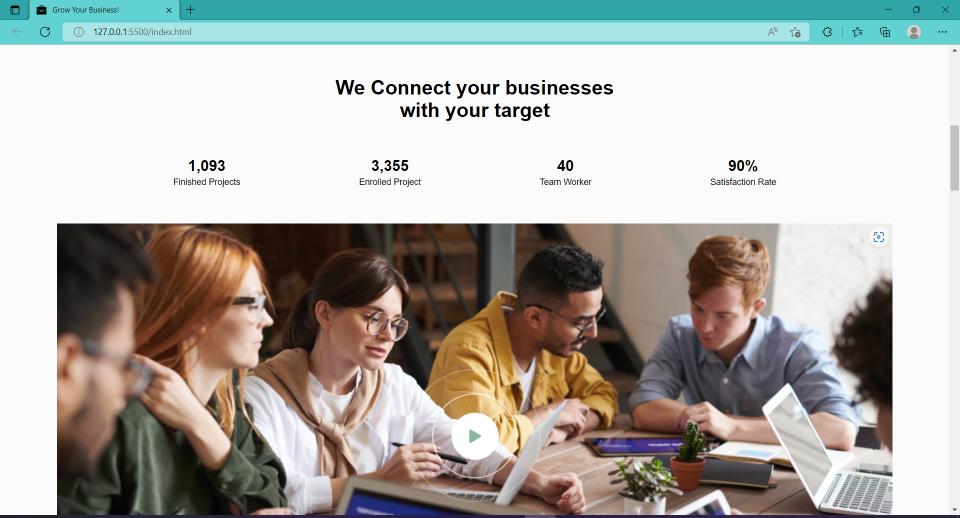 Grow Your Business!
127.0.0.1:5500/index.html
We Connect your businesses
with your target
1,093
Finished Projects
3,355
Enrolled Project
40
Team Worker
90%
Satisfaction Rate